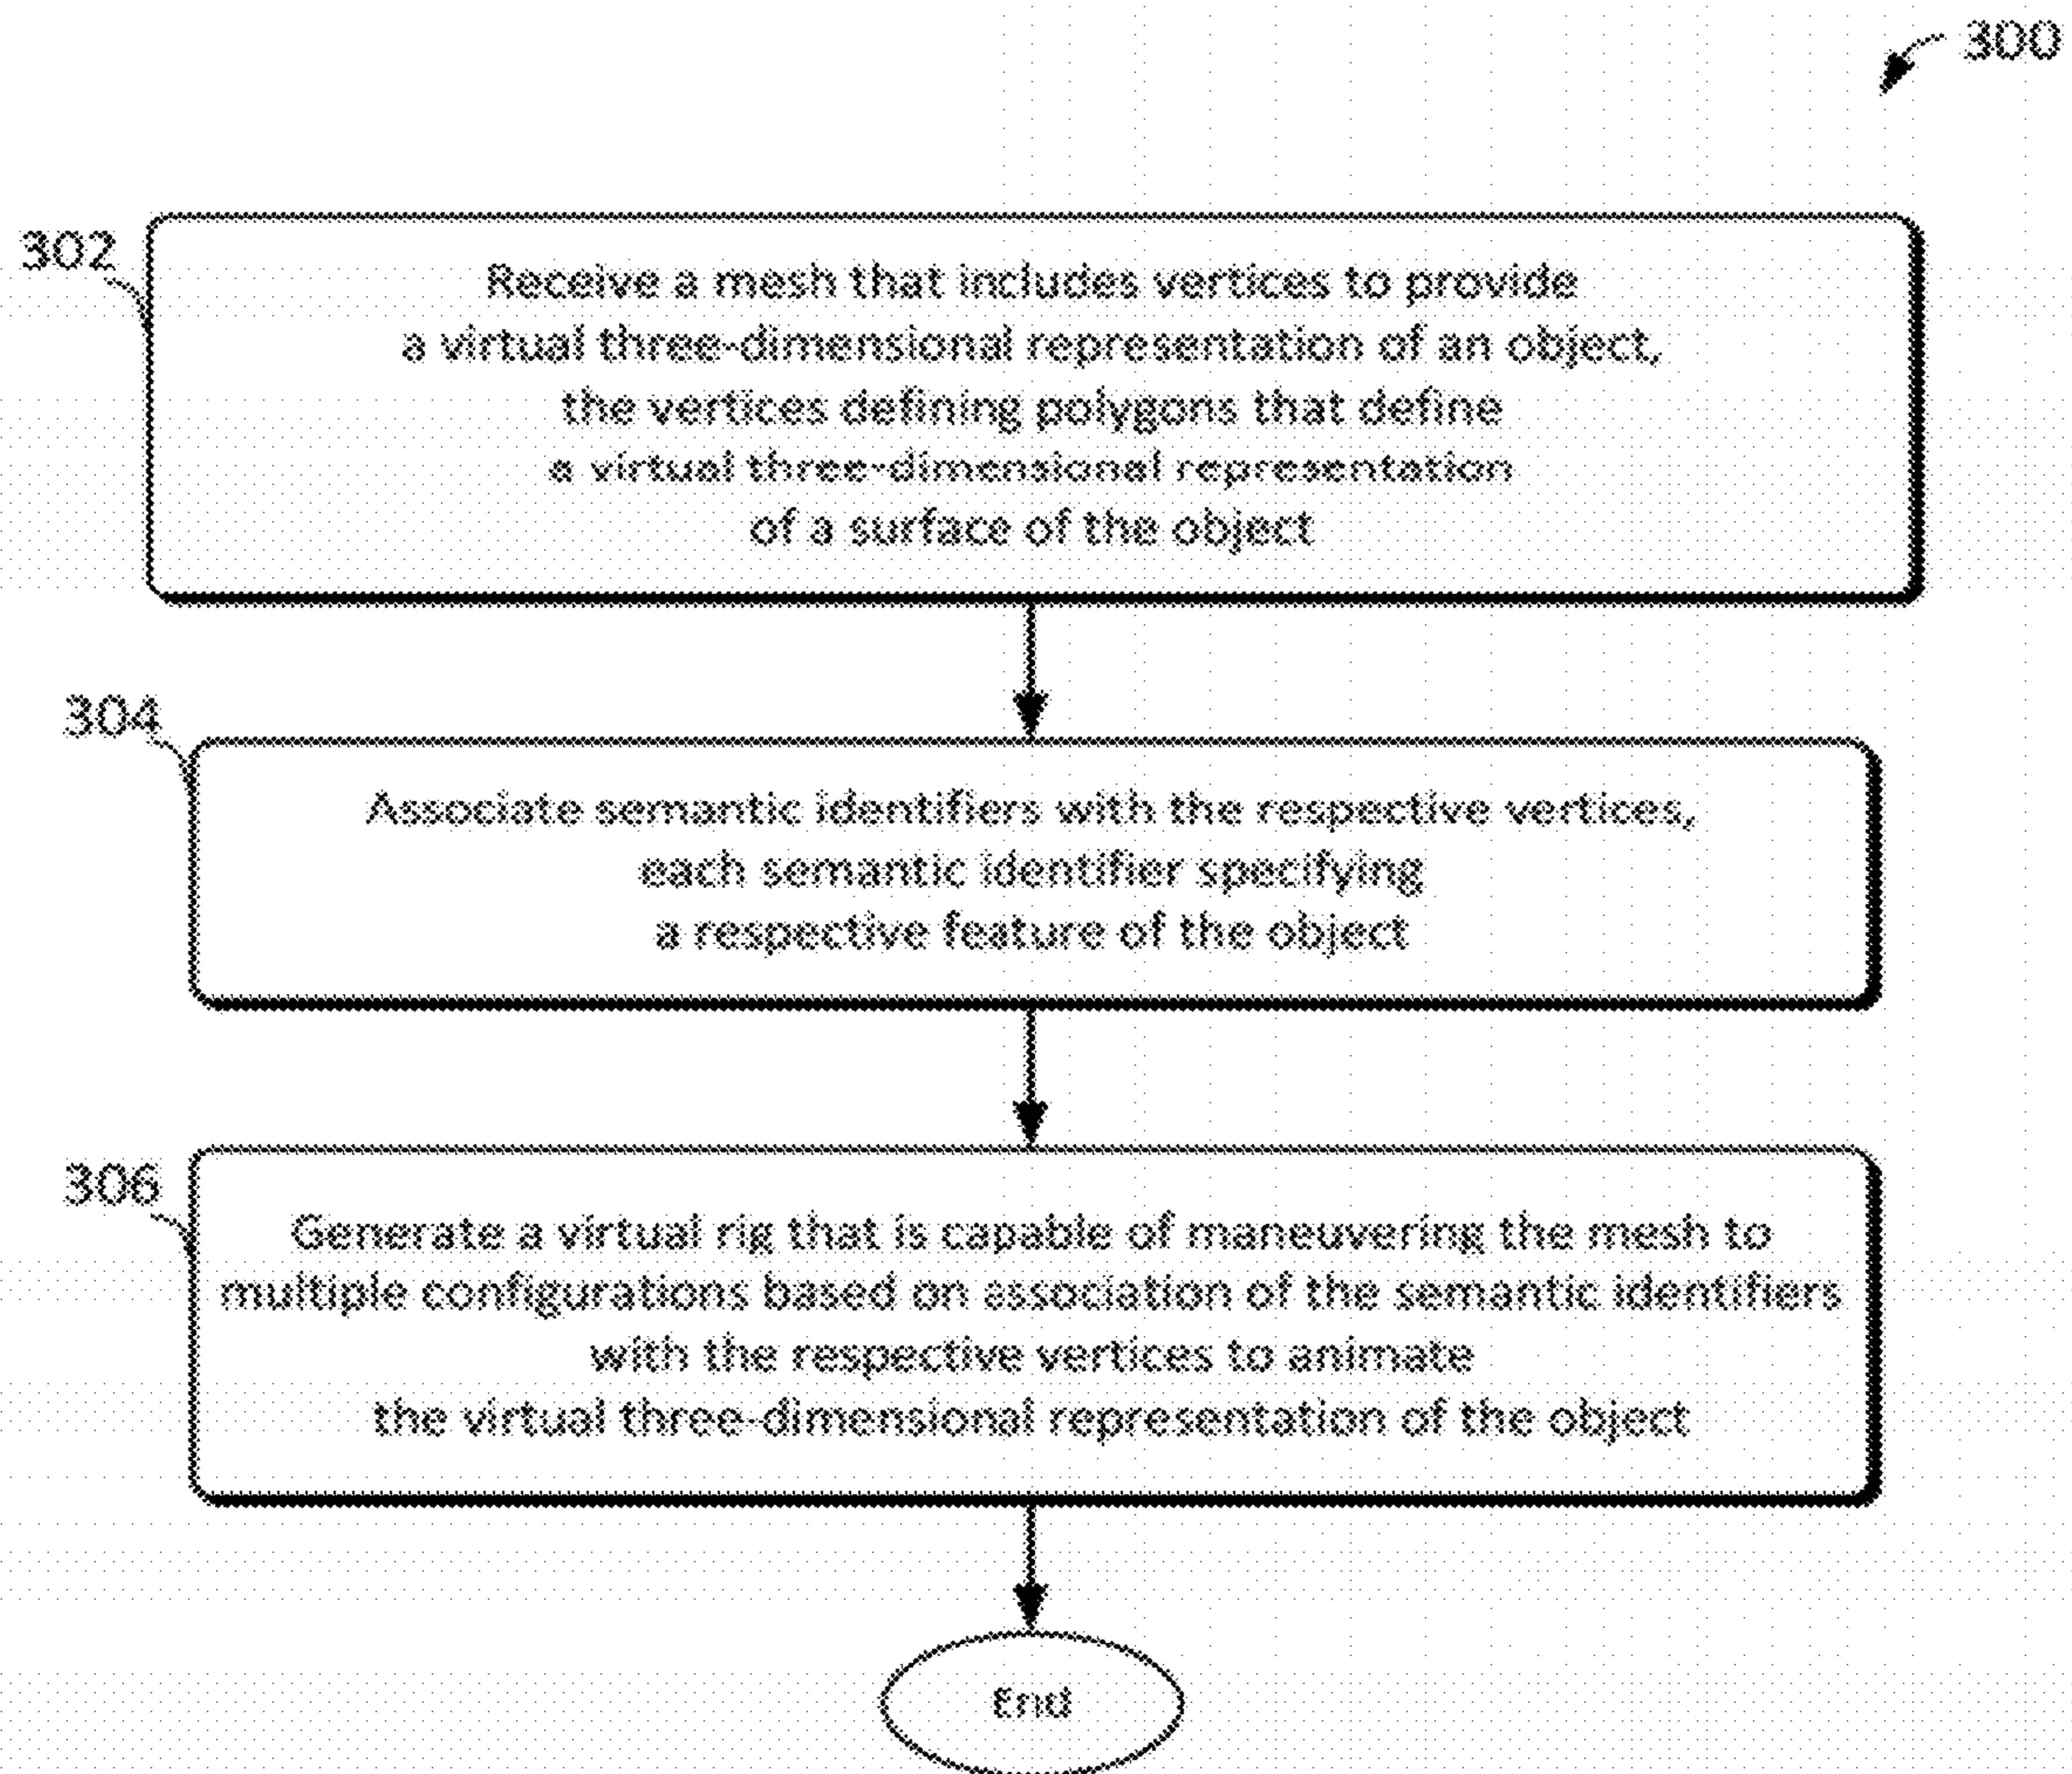 300
302
Receive a mesh that includes vertices to provide
a virtual three-dimensional representation of an object,
the vertices defining polygons that define
a virtual three-dimensional representation
of a surface of the object
304
Associate semantic identifiers with the respective vertices,
each semantic identifier specifying
a respective feature of the object
306
Generate a virtual rig that is capable of maneuvering the mesh to
multiple configurations based on association of the semantic identifiers
with the respective vertices to animate
the virtual three-dimensional representation of the object
End